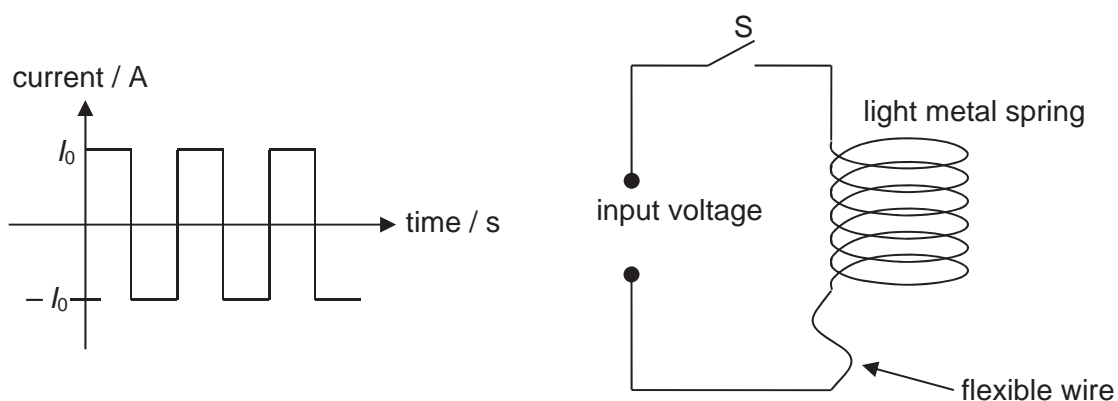 current / A
I₀
time / s
– I₀
S
light metal spring
input voltage
flexible wire